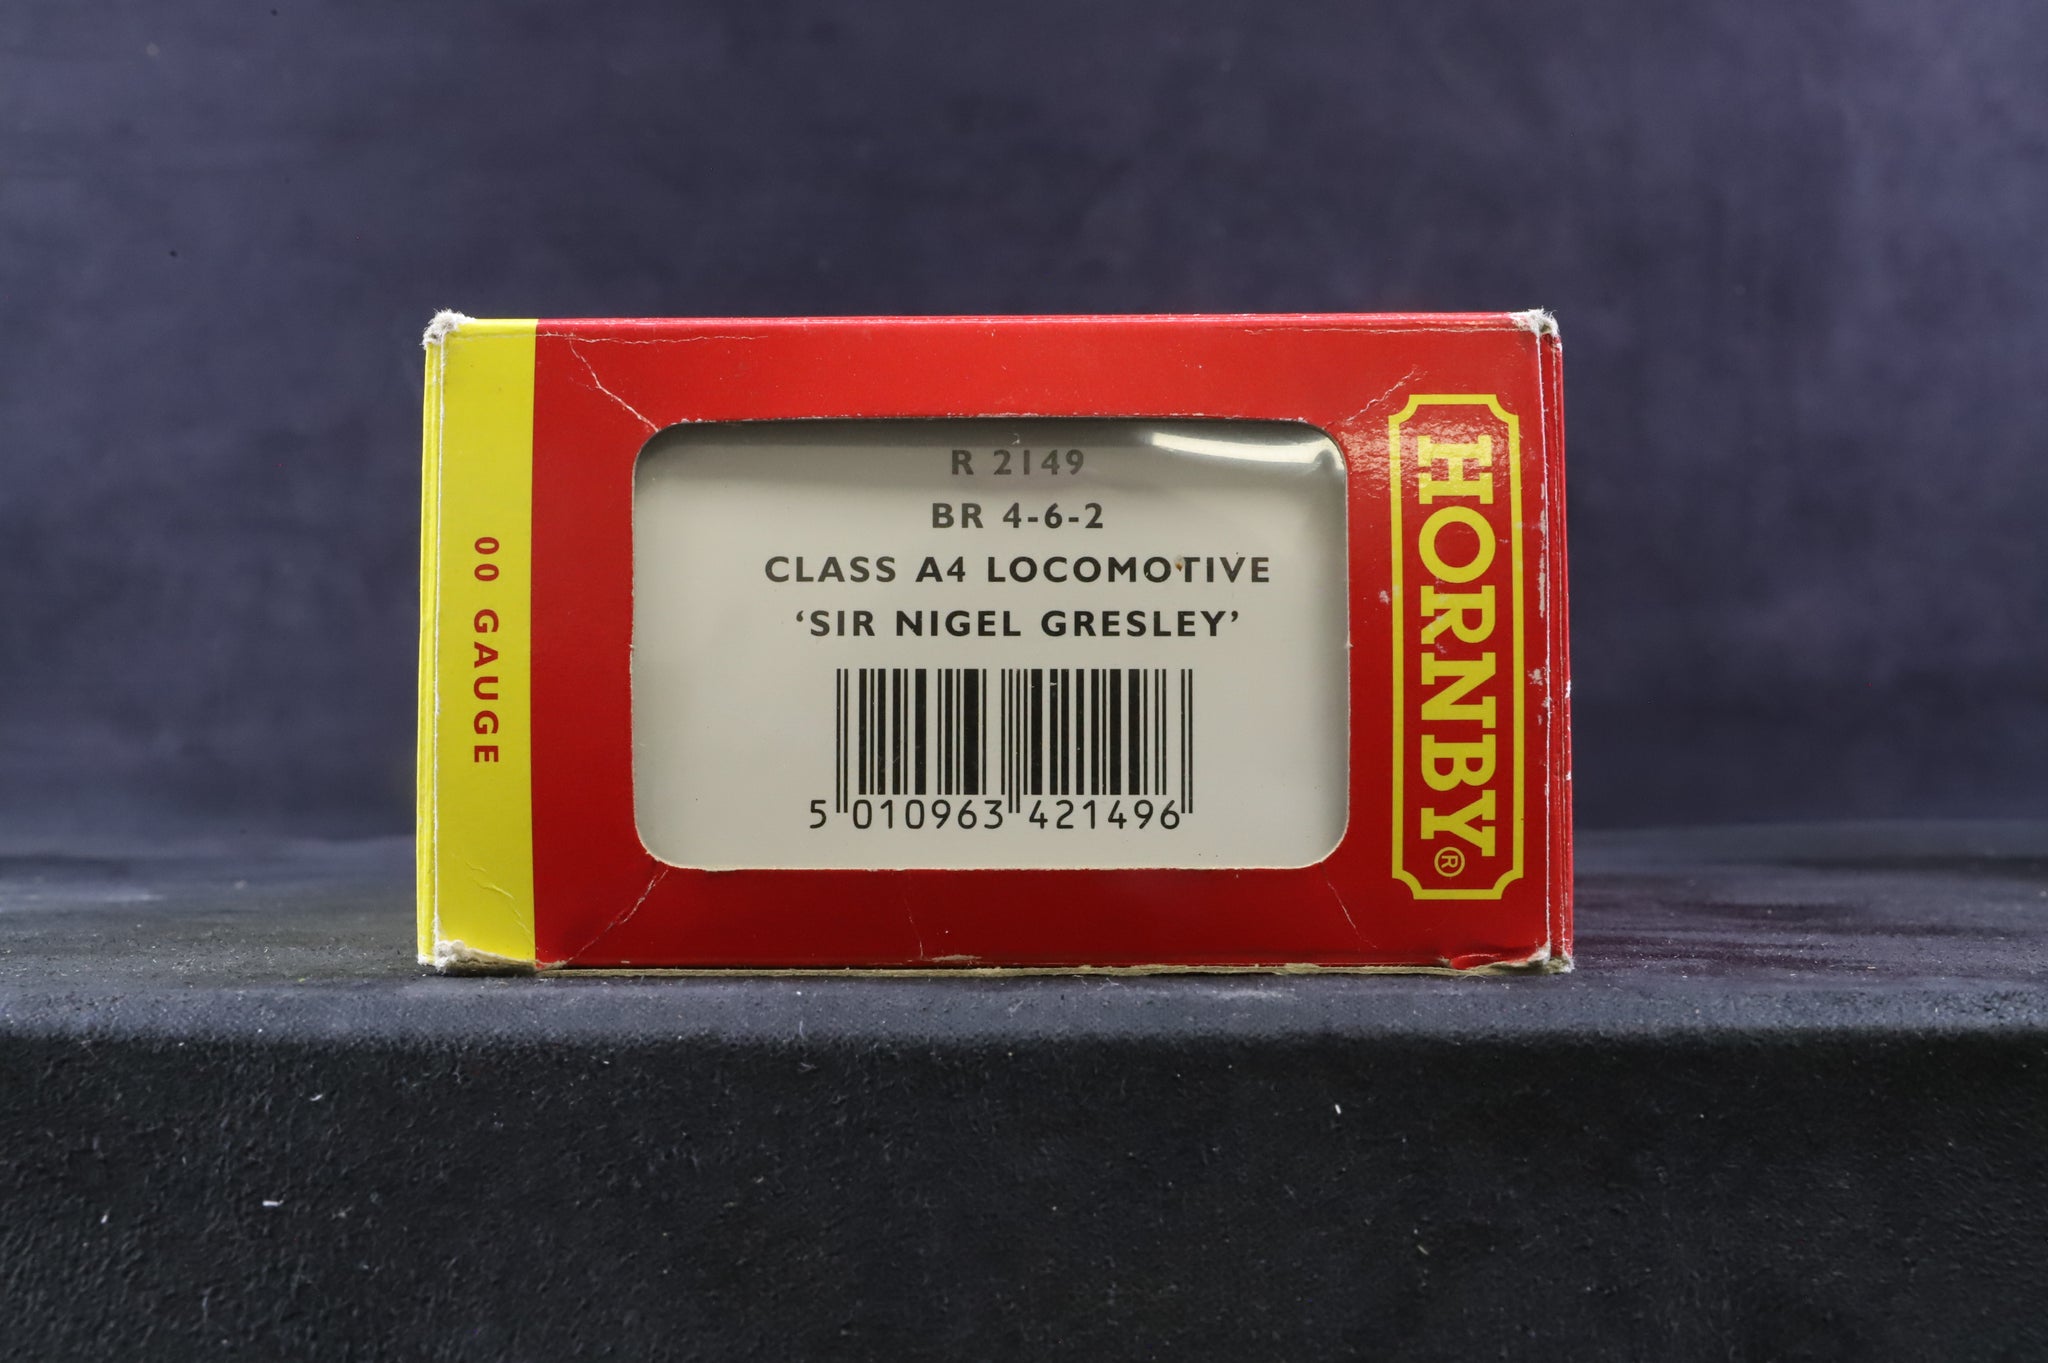 00 GAUGE
R 2149
BR 4-6-2
CLASS A4 LOCOMOTIVE
‘SIR NIGEL GRESLEY’
5 010963 421496
HORNBY®